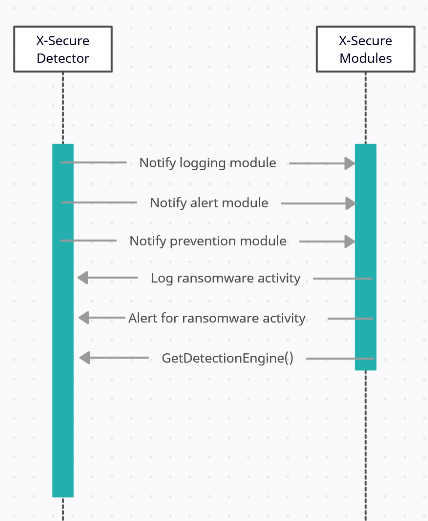 X-Secure
Detector
X-Secure
Modules
Notify logging module
Notify alert module
Notify prevention module
Log ransomware activity
Alert for ransomware activity
GetDetectionEngine()